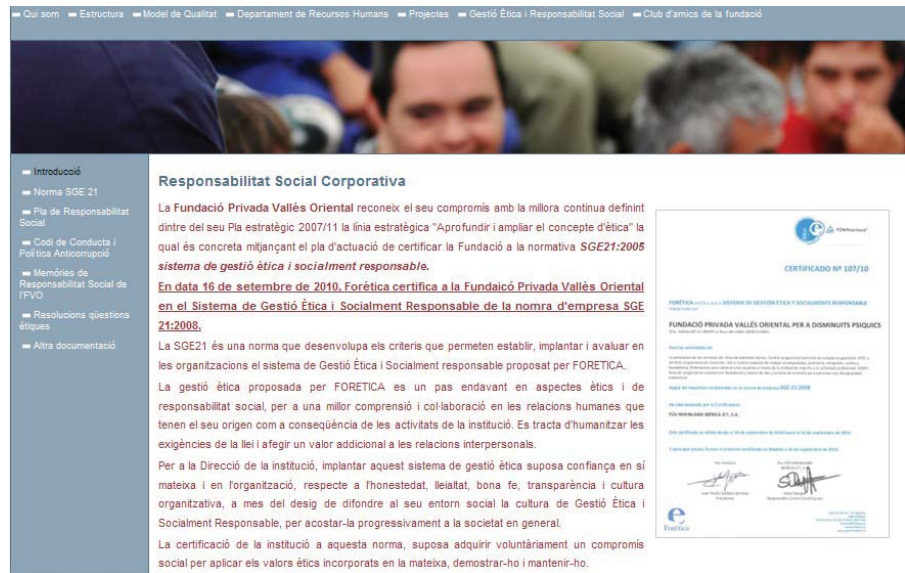 Qui som Estructura Model de Qualitat Departament de Recursos Humans Projectes Gestió Ètica i Responsabilitat Social Club d'amics de la fundació
Introducció
Norma SGE 21
Pla de Responsabilitat
Social
Codi de Conducta i
Política Anticorrupció
Memóries de
Responsabilitat Social de
l'FVO
Resolucions qüestions
étiques
Altra documentació
Responsabilitat Social Corporativa
La Fundació Privada Vallès Oriental reconeix el seu compromís amb la millora continua definint
dintre del seu Pla estratègic 2007/11 la línia estratègica "Aprofundir i ampliar el concepte d'ètica" la
qual és concreta mitjançant el pla d'actuació de certificar la Fundació a la normativa SGE21:2005
sistema de gestió ètica i socialment responsable.
En data 16 de setembre de 2010, Forètica certifica a la Fundaicó Privada Vallès Oriental
en el Sistema de Gestió Ètica i Socialment Responsable de la nomra d'empresa SGE
21:2008.
La SGE21 és una norma que desenvolupa els criteris que permeten establir, implantar i avaluar en
les organitzacions el sistema de Gestió Ètica i Socialment responsable proposat per FORETICA.
La gestió ètica proposada per FORETICA es un pas endavant en aspectes ètics i de
responsabilitat social, per a una millor comprensió i col·laboració en les relacions humanes que
tenen el seu origen com a conseqüència de les activitats de la institució. Es tracta d'humanitzar les
exigències de la llei i afegir un valor addicional a les relacions interpersonals.
Per a la Direcció de la institució, implantar aquest sistema de gestió ètica suposa confiança en sí
mateixa i en l'organització, respecte a l'honestedat, lleialtat, bona fe, transparència i cultura
organitzativa, a mes del desig de difondre al seu entorn social la cultura de Gestió Ètica i
Socialment Responsable, per acostar-la progressivament a la societat en general.
La certificació de la institució a aquesta norma, suposa adquirir voluntàriament un compromís
social per aplicar els valors ètics incorporats en la mateixa, demostrar-ho i mantenir-ho.
CERTIFICADO Nº 107/10
FUNDACIÓ PRIVADA VALLÉS ORIENTAL PER A DISMINUITS PSIQUICS
SGE 21:2008
TÜV RHEINLAND IBÉRICA ICT, S.A.
Forética